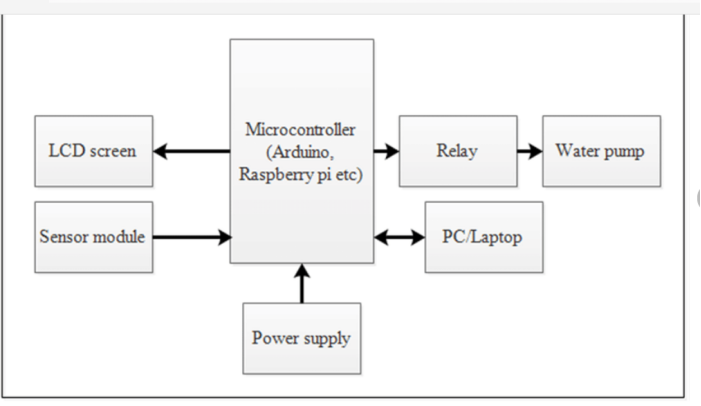 Microcontroller
(Arduino,
Raspberry pi etc)
LCD screen
Relay
Water pump
Sensor module
PC/Laptop
Power supply